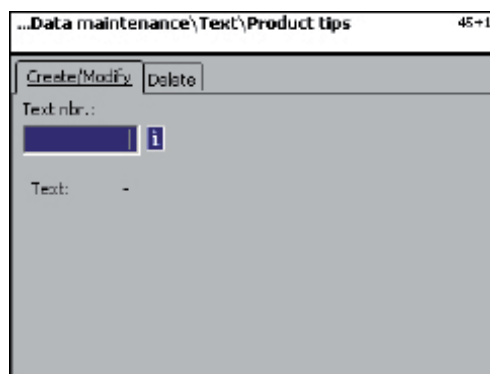 ...Data maintenance\Text\Product tips 45+1
Create/Modify Delete
Text nbr.:
i
Text: -